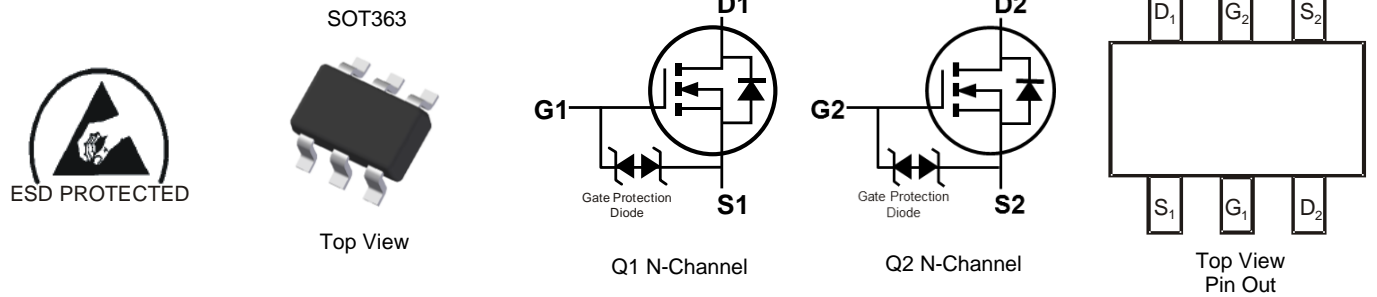 SOT363
ESD PROTECTED
Top View
D1
G1
Gate Protection
Diode
S1
Q1 N-Channel
D2
G2
Gate Protection
Diode
S2
Q2 N-Channel
D₁ G₂ S₂
S₁ G₁ D₂
Top View
Pin Out